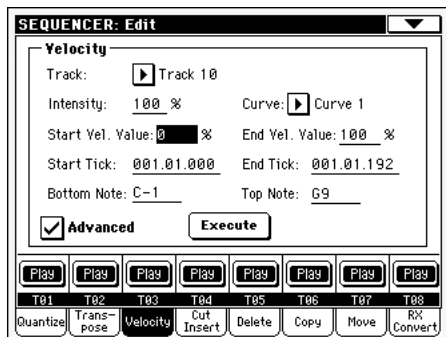 SEQUENCER: Edit
Velocity
Track: Track 10
Intensity: 100 % Curve: Curve 1
Start Vel. Value: 0 % End Vel. Value: 100 %
Start Tick: 001.01.000 End Tick: 001.01.192
Bottom Note: C-1 Top Note: G9
Advanced Execute
Play Play Play Play Play Play Play Play
T01 T02 T03 T04 T05 T06 T07 T08
Quantize Trans-pose Velocity Cut Insert Delete Copy Move RX Convert